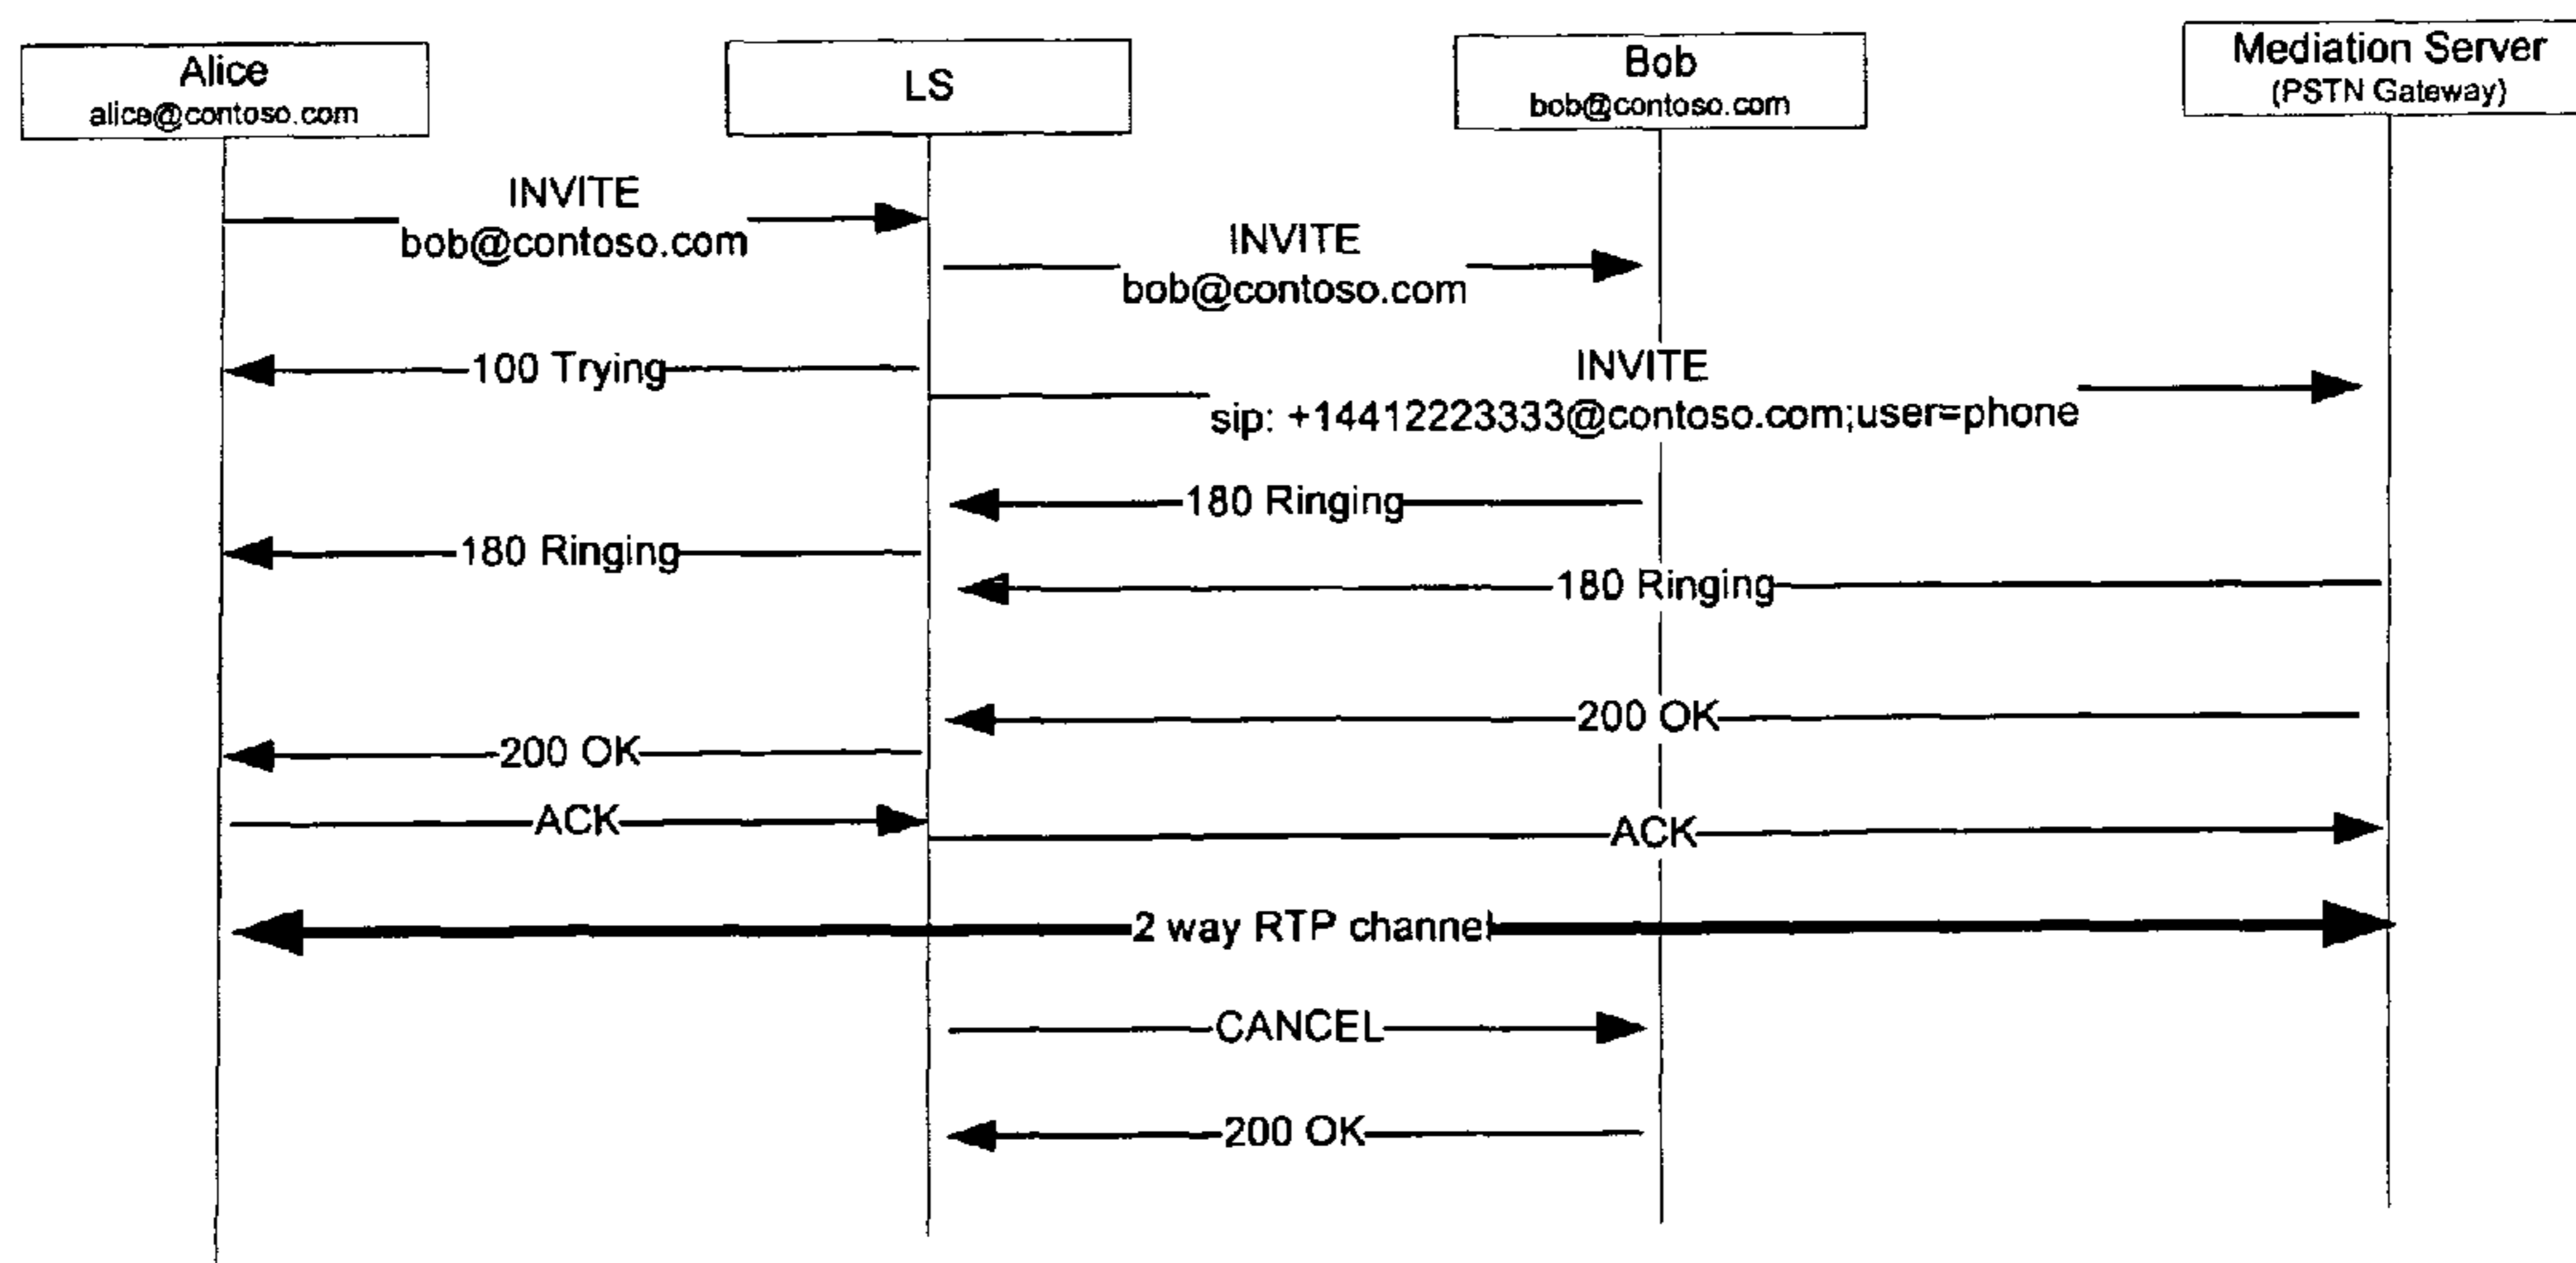 Alice
alice@contoso.com
LS
Bob
bob@contoso.com
Mediation Server
(PSTN Gateway)
INVITE
bob@contoso.com
INVITE
bob@contoso.com
100 Trying
INVITE
sip: +14412223333@contoso.com;user=phone
180 Ringing
180 Ringing
180 Ringing
200 OK
200 OK
ACK
ACK
2 way RTP channel
CANCEL
200 OK